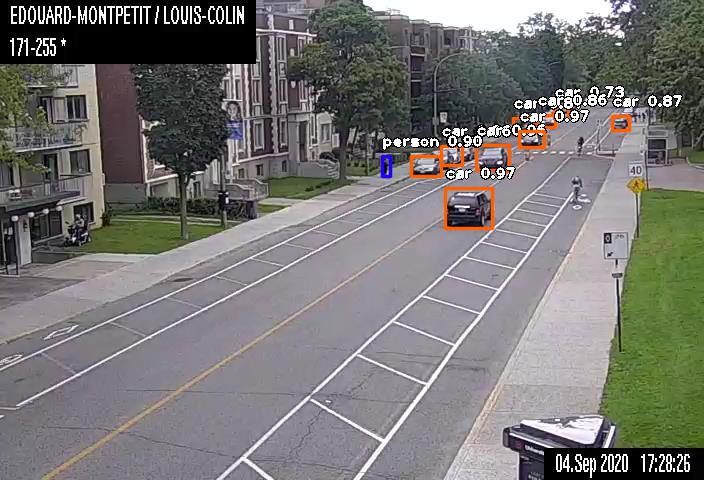 EDOUARD-MONTPETIT / LOUIS-COLIN
171-255 *
car 0.73
car 0.86
car 0.87
car 0.97
person 0.90
car 0.97
40
04.Sep 2020 17:28:26